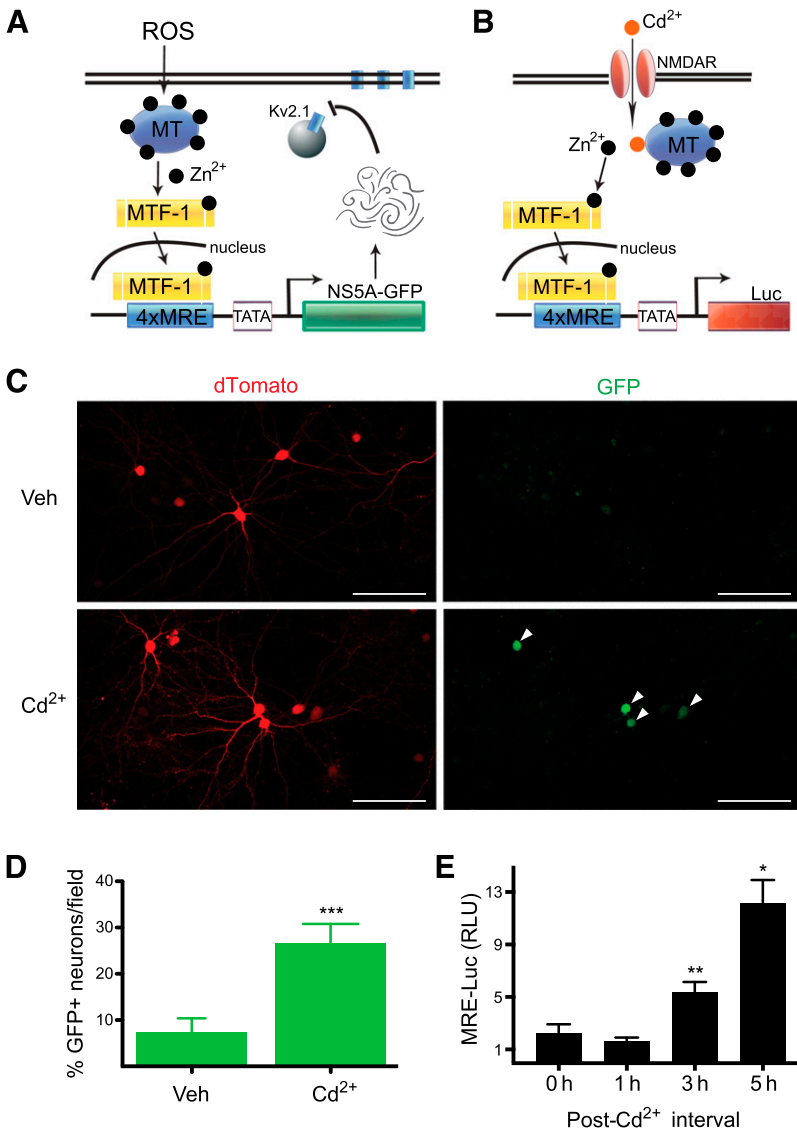 A
ROS
MT
Zn2+
MTF-1
nucleus
MTF-1
4xMRE
TATA
Kv2.1
NS5A-GFP
B
Cd2+
NMDAR
Zn2+
MT
MTF-1
nucleus
MTF-1
4xMRE
TATA
Luc
C
dTomato
GFP
Veh
Cd2+
D
% GFP+ neurons/field
40
30
20
10
***
Veh
Cd2+
E
MRE-Luc (RLU)
13
9
5
1
**
*
0 h 1 h 3 h 5 h
Post-Cd2+ interval